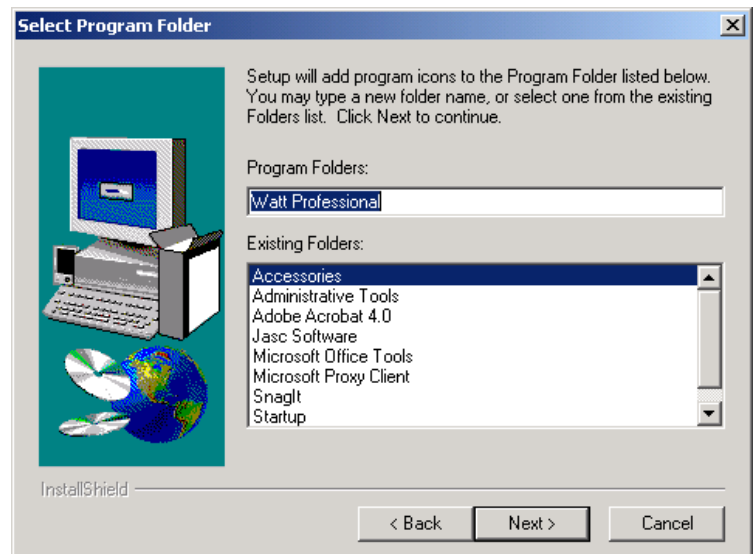 Select Program Folder
Setup will add program icons to the Program Folder listed below.
You may type a new folder name, or select one from the existing
Folders list.  Click Next to continue.
Program Folders:
Watt Professional
Existing Folders:
Accessories
Administrative Tools
Adobe Acrobat 4.0
Jasc Software
Microsoft Office Tools
Microsoft Proxy Client
SnagIt
Startup
InstallShield
< Back
Next >
Cancel